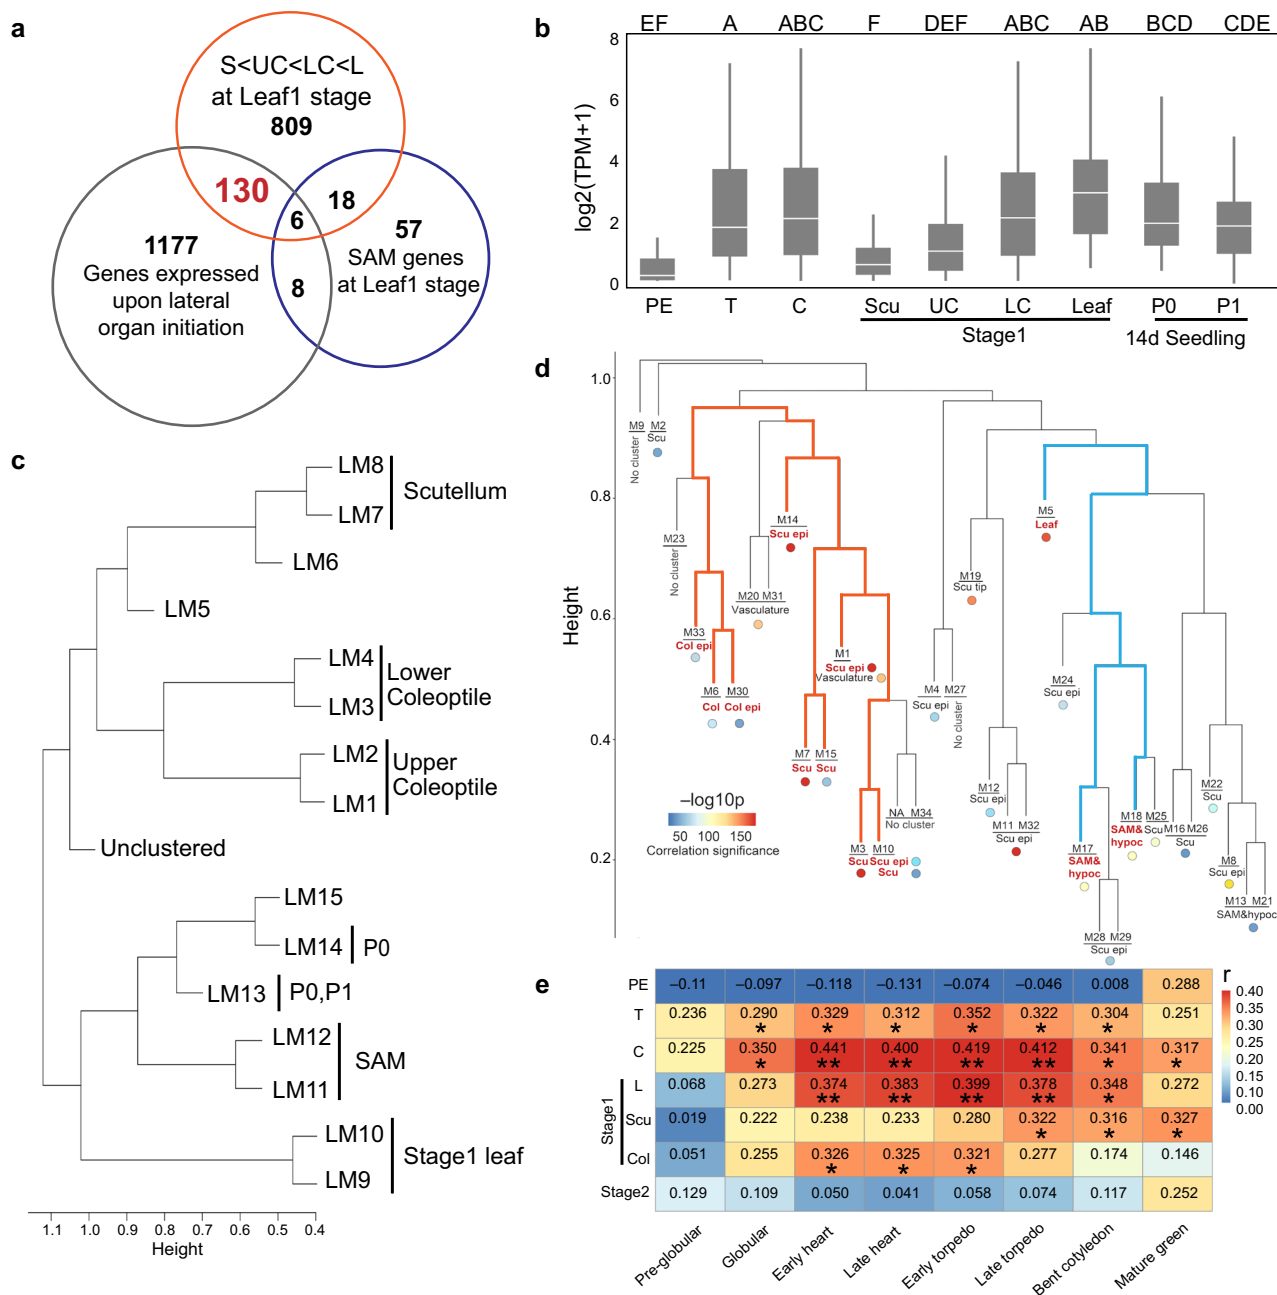 a
S<UC<LC<L
at Leaf1 stage
809
130
18
6
57
1177
SAM genes
at Leaf1 stage
Genes expressed
upon lateral
organ initiation
8
b
EF A ABC F DEF ABC AB BCD CDE
8
6
4
2
0
log2(TPM+1)
PE T C Scu UC LC Leaf P0 P1
Stage1
14d Seedling
c
LM8
LM7
Scutellum
LM6
LM5
LM4
LM3
Lower
Coleoptile
LM2
LM1
Upper
Coleoptile
Unclustered
LM15
LM14
P0
LM13
P0,P1
LM12
LM11
SAM
LM10
LM9
Stage1 leaf
1.1 1.0 0.9 0.8 0.7 0.6 0.5 0.4
Height
d
1.0
0.8
0.6
0.4
0.2
Height
M9
No cluster
M2
Scu
M23
No cluster
M33
Col epi
M6
Col
M30
Col epi
M20 M31
Vasculature
M14
Scu epi
M7
Scu
M15
Scu
M1
Scu epi
Vasculature
M3
Scu
M10
Scu epi
Scu
NA M34
No cluster
M4
Scu epi
M27
No cluster
M19
Scu tip
M12
Scu epi
M11 M32
Scu epi
M5
Leaf
M24
Scu epi
M17
SAM&
hypoc
M28 M29
Scu epi
M18
SAM&
hypoc
M25
Scu
M16 M26
Scu
M22
Scu
M8
Scu epi
M13 M21
SAM&hypoc
–log10p
50 100 150
Correlation significance
e
PE –0.11 –0.097 –0.118 –0.131 –0.074 –0.046 0.008 0.288
T 0.236 0.290 0.329 0.312 0.352 0.322 0.304 0.251
* * * * * *
C 0.225 0.350 0.441 0.400 0.419 0.412 0.341 0.317
* ** ** ** ** * *
L 0.068 0.273 0.374 0.383 0.399 0.378 0.348 0.272
** ** ** ** *
Scu 0.019 0.222 0.238 0.233 0.280 0.322 0.316 0.327
* * *
Col 0.051 0.255 0.326 0.325 0.321 0.277 0.174 0.146
* * *
Stage2 0.129 0.109 0.050 0.041 0.058 0.074 0.117 0.252
Stage1
Pre-globular
Globular
Early heart
Late heart
Early torpedo
Late torpedo
Bent cotyledon
Mature green
r
0.40
0.35
0.30
0.25
0.20
0.15
0.10
0.00